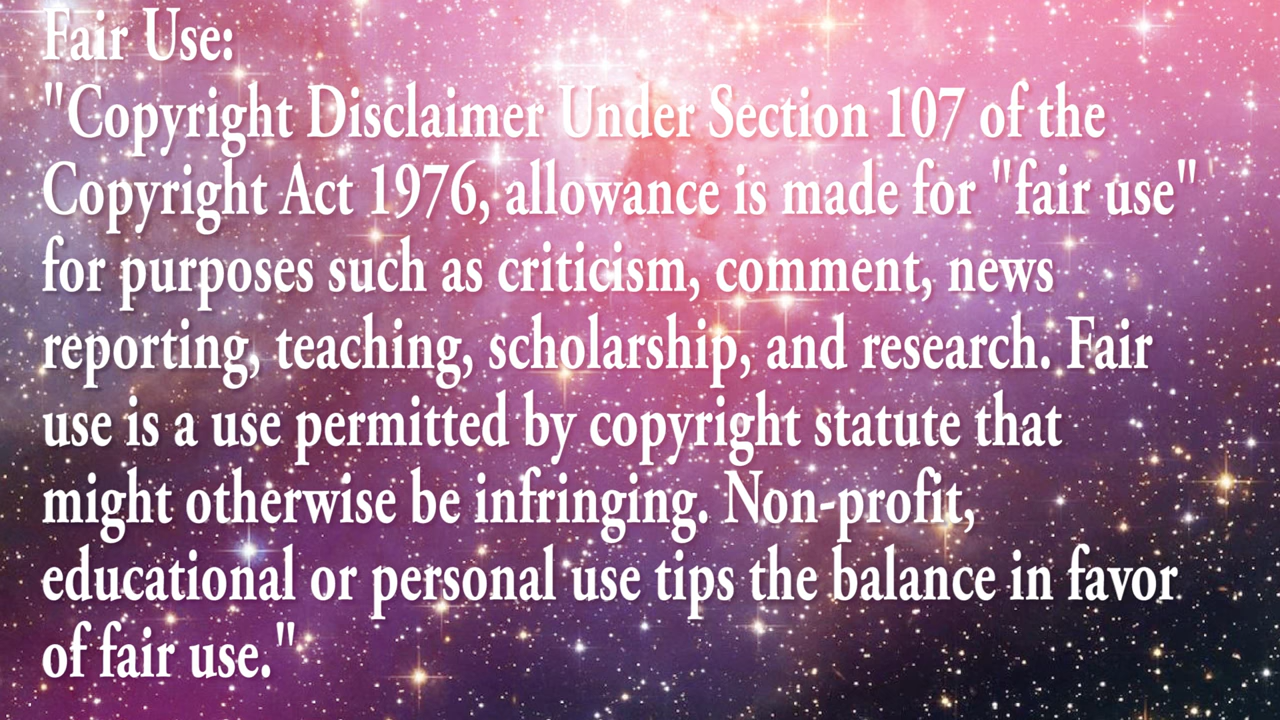 Fair Use:
"Copyright Disclaimer Under Section 107 of the
Copyright Act 1976, allowance is made for "fair use"
for purposes such as criticism, comment, news
reporting, teaching, scholarship, and research. Fair
use is a use permitted by copyright statute that
might otherwise be infringing. Non-profit,
educational or personal use tips the balance in favor
of fair use."